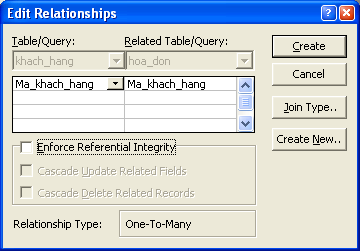 Edit Relationships
Table/Query: Related Table/Query:
khach_hang hoa_don
Ma_khach_hang Ma_khach_hang
Enforce Referential Integrity
Cascade Update Related Fields
Cascade Delete Related Records
Relationship Type: One-To-Many
Create
Cancel
Join Type..
Create New..